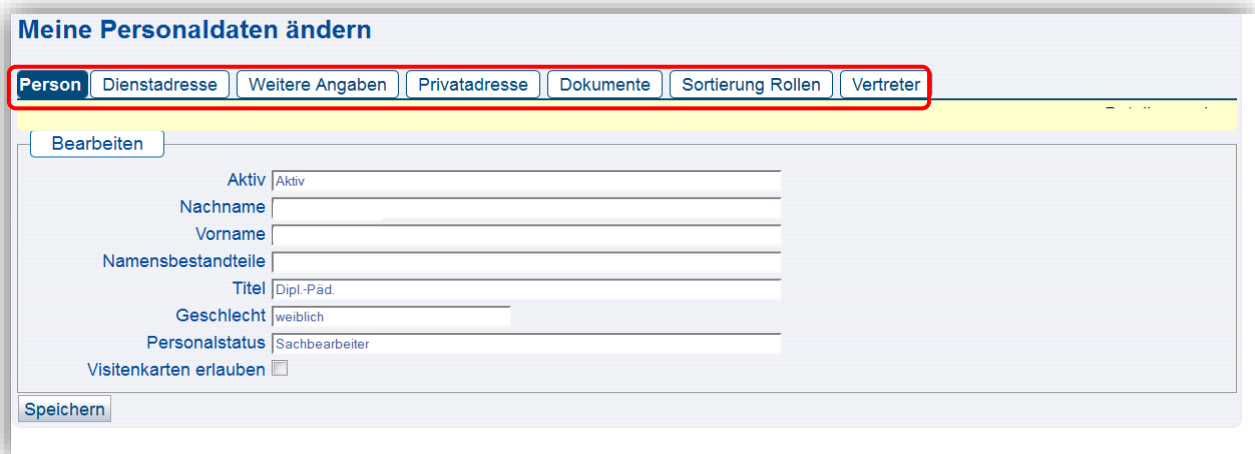 Meine Personaldaten ändern
Person Dienstadresse Weitere Angaben Privatadresse Dokumente Sortierung Rollen Vertreter
Bearbeiten
Aktiv Aktiv
Nachname
Vorname
Namensbestandteile
Titel Dipl.-Päd.
Geschlecht weiblich
Personalstatus Sachbearbeiter
Visitenkarten erlauben
Speichern